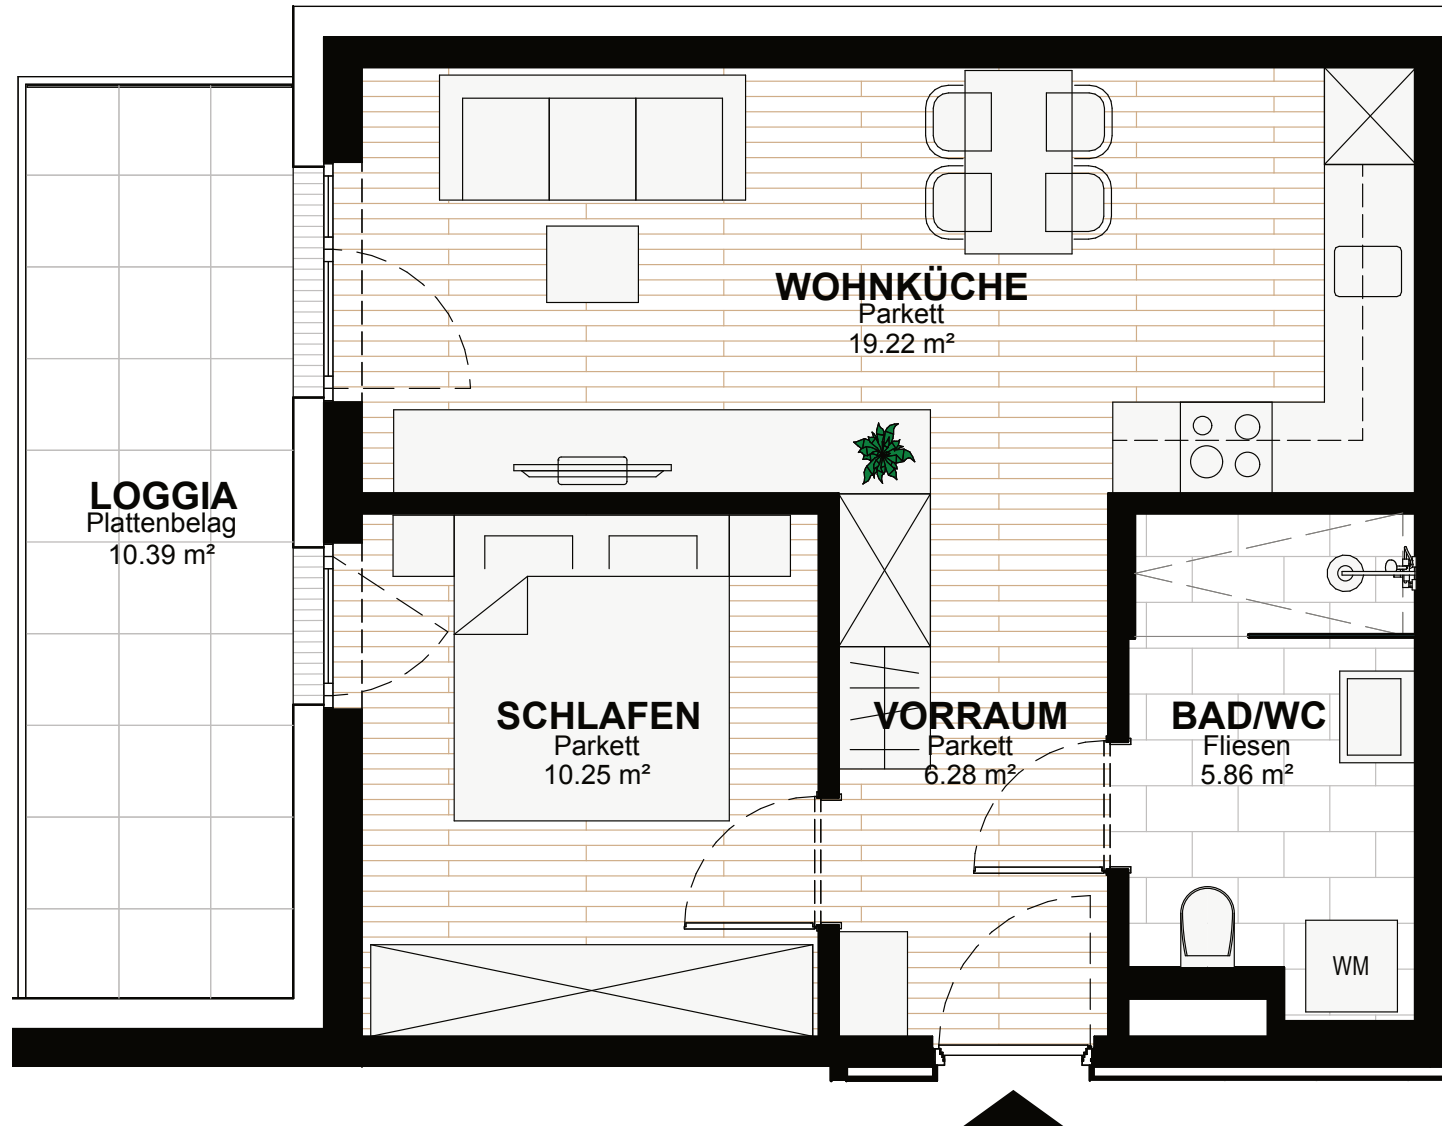 WOHNKÜCHE
Parkett
19.22 m²
LOGGIA
Plattenbelag
10.39 m²
SCHLAFEN
Parkett
10.25 m²
VORRAUM
Parkett
6.28 m²
BAD/WC
Fliesen
5.86 m²
WM